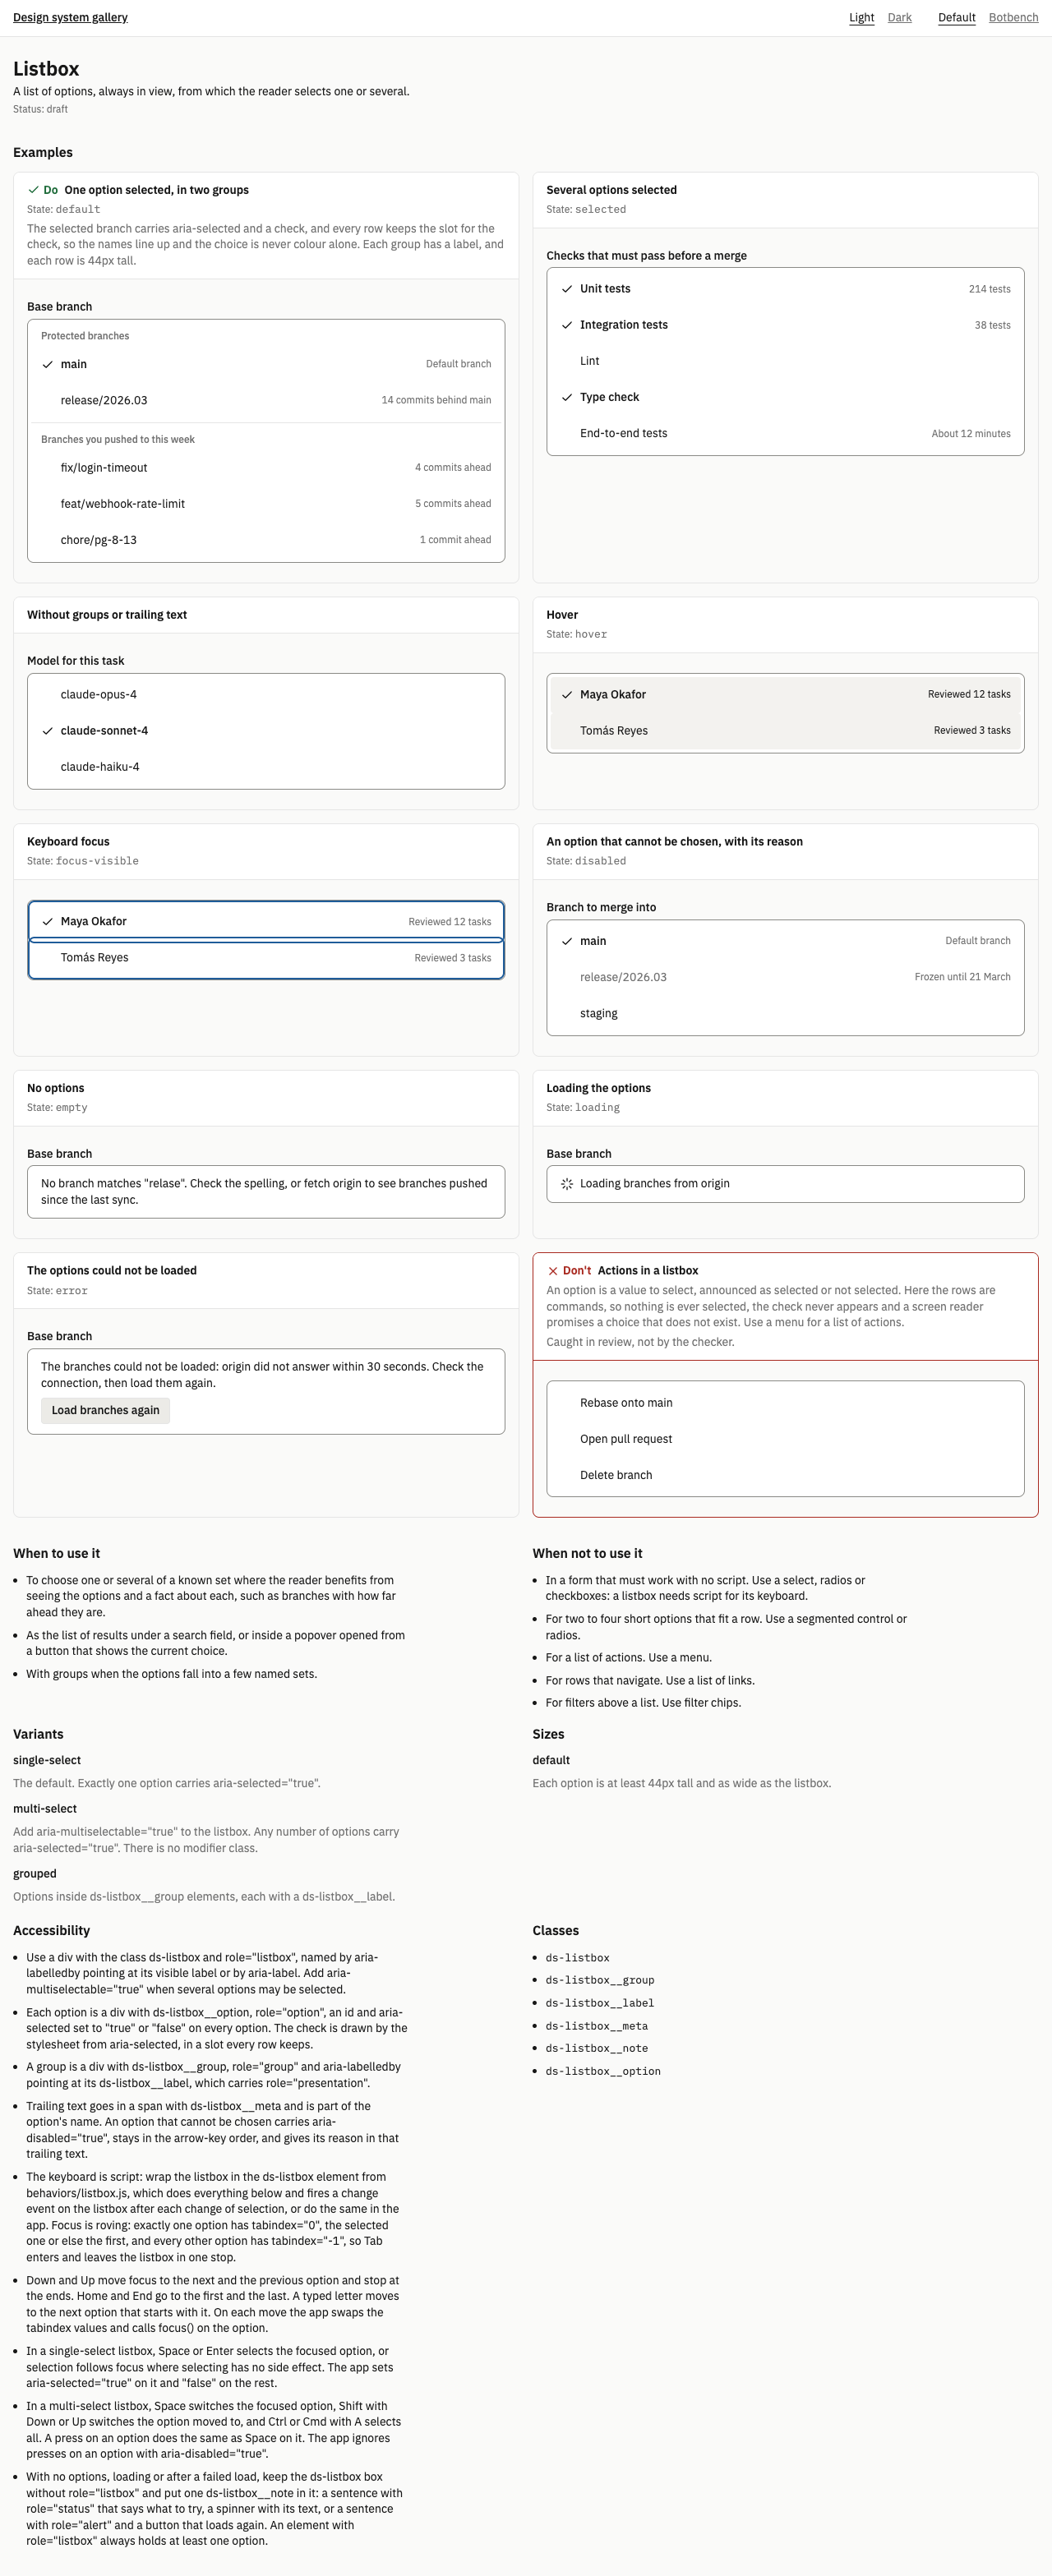 Design system gallery
Light Dark Default Botbench
Listbox
A list of options, always in view, from which the reader selects one or several.
Status: draft
Examples
Do One option selected, in two groups
State: default
The selected branch carries aria-selected and a check, and every row keeps the slot for the
check, so the names line up and the choice is never colour alone. Each group has a label, and
each row is 44px tall.
Base branch
Protected branches
main Default branch
release/2026.03 14 commits behind main
Branches you pushed to this week
fix/login-timeout 4 commits ahead
feat/webhook-rate-limit 5 commits ahead
chore/pg-8-13 1 commit ahead
Several options selected
State: selected
Checks that must pass before a merge
Unit tests 214 tests
Integration tests 38 tests
Lint
Type check
End-to-end tests About 12 minutes
Without groups or trailing text
Model for this task
claude-opus-4
claude-sonnet-4
claude-haiku-4
Hover
State: hover
Maya Okafor Reviewed 12 tasks
Tomás Reyes Reviewed 3 tasks
Keyboard focus
State: focus-visible
Maya Okafor Reviewed 12 tasks
Tomás Reyes Reviewed 3 tasks
An option that cannot be chosen, with its reason
State: disabled
Branch to merge into
main Default branch
release/2026.03 Frozen until 21 March
staging
No options
State: empty
Base branch
No branch matches "relase". Check the spelling, or fetch origin to see branches pushed
since the last sync.
Loading the options
State: loading
Base branch
Loading branches from origin
The options could not be loaded
State: error
Base branch
The branches could not be loaded: origin did not answer within 30 seconds. Check the
connection, then load them again.
Load branches again
Don't Actions in a listbox
An option is a value to select, announced as selected or not selected. Here the rows are
commands, so nothing is ever selected, the check never appears and a screen reader
promises a choice that does not exist. Use a menu for a list of actions.
Caught in review, not by the checker.
Rebase onto main
Open pull request
Delete branch
When to use it
To choose one or several of a known set where the reader benefits from
seeing the options and a fact about each, such as branches with how far
ahead they are.
As the list of results under a search field, or inside a popover opened from
a button that shows the current choice.
With groups when the options fall into a few named sets.
When not to use it
In a form that must work with no script. Use a select, radios or
checkboxes: a listbox needs script for its keyboard.
For two to four short options that fit a row. Use a segmented control or
radios.
For a list of actions. Use a menu.
For rows that navigate. Use a list of links.
For filters above a list. Use filter chips.
Variants
single-select
The default. Exactly one option carries aria-selected="true".
multi-select
Add aria-multiselectable="true" to the listbox. Any number of options carry
aria-selected="true". There is no modifier class.
grouped
Options inside ds-listbox__group elements, each with a ds-listbox__label.
Sizes
default
Each option is at least 44px tall and as wide as the listbox.
Accessibility
Use a div with the class ds-listbox and role="listbox", named by aria-
labelledby pointing at its visible label or by aria-label. Add aria-
multiselectable="true" when several options may be selected.
Each option is a div with ds-listbox__option, role="option", an id and aria-
selected set to "true" or "false" on every option. The check is drawn by the
stylesheet from aria-selected, in a slot every row keeps.
A group is a div with ds-listbox__group, role="group" and aria-labelledby
pointing at its ds-listbox__label, which carries role="presentation".
Trailing text goes in a span with ds-listbox__meta and is part of the
option's name. An option that cannot be chosen carries aria-
disabled="true", stays in the arrow-key order, and gives its reason in that
trailing text.
The keyboard is script: wrap the listbox in the ds-listbox element from
behaviors/listbox.js, which does everything below and fires a change
event on the listbox after each change of selection, or do the same in the
app. Focus is roving: exactly one option has tabindex="0", the selected
one or else the first, and every other option has tabindex="-1", so Tab
enters and leaves the listbox in one stop.
Down and Up move focus to the next and the previous option and stop at
the ends. Home and End go to the first and the last. A typed letter moves
to the next option that starts with it. On each move the app swaps the
tabindex values and calls focus() on the option.
In a single-select listbox, Space or Enter selects the focused option, or
selection follows focus where selecting has no side effect. The app sets
aria-selected="true" on it and "false" on the rest.
In a multi-select listbox, Space switches the focused option, Shift with
Down or Up switches the option moved to, and Ctrl or Cmd with A selects
all. A press on an option does the same as Space on it. The app ignores
presses on an option with aria-disabled="true".
With no options, loading or after a failed load, keep the ds-listbox box
without role="listbox" and put one ds-listbox__note in it: a sentence with
role="status" that says what to try, a spinner with its text, or a sentence
with role="alert" and a button that loads again. An element with
role="listbox" always holds at least one option.
Classes
ds-listbox
ds-listbox__group
ds-listbox__label
ds-listbox__meta
ds-listbox__note
ds-listbox__option